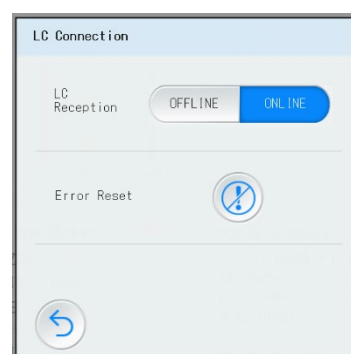 LC Connection
LC
Reception
OFFLINE
ONLINE
Error Reset